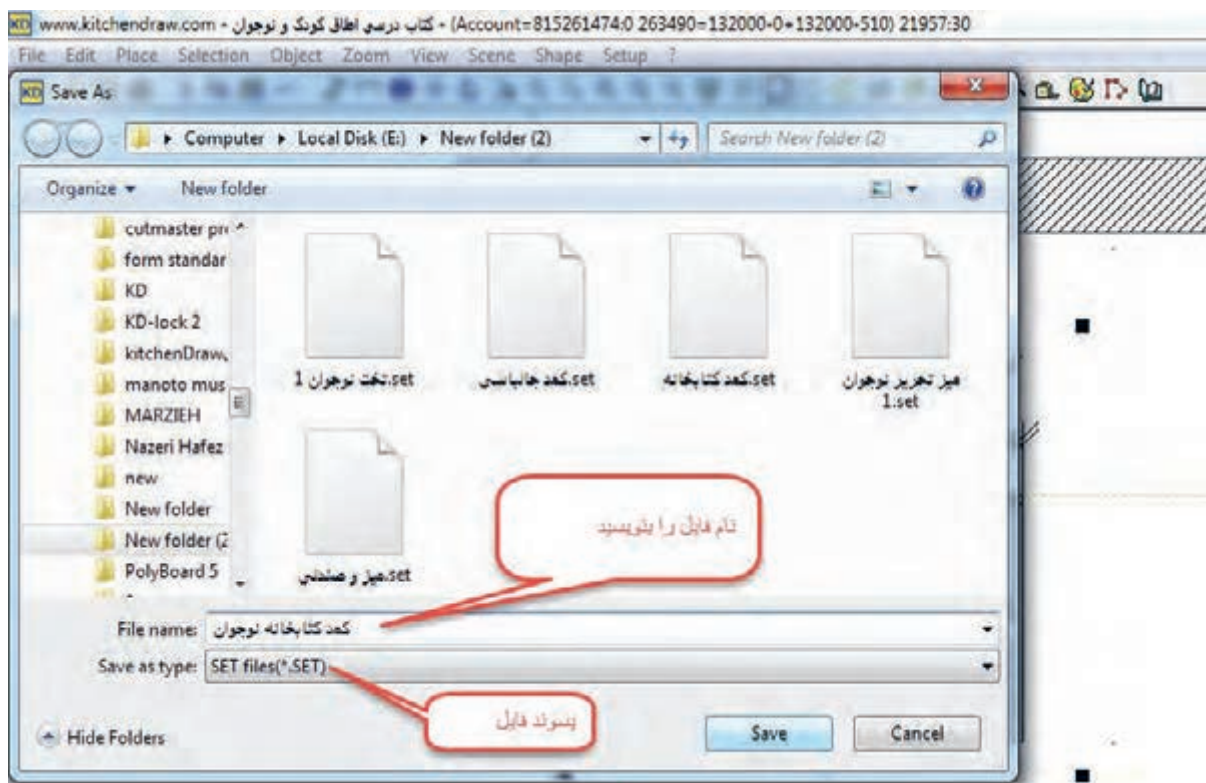 www.kitchendraw.com - کتاب درسی اطاق کودک و نوجوان - (Account=815261474:0 263490=132000-0+132000-510) 21957:30
File Edit Place Selection Object Zoom View Scene Shape Setup ?
Save As
Computer Local Disk (E:) New folder (2) Search New folder (2)
Organize New folder
cutmaster pro
form standar
KD
KD-lock 2
kitchenDraw,
manoto mus
MARZIEH
Nazeri Hafez
new
New folder
New folder (2
PolyBoard 5
تخت نوجوان 1.set
کمد جالباسی.set
کمد کتابخانه.set
میز تحریر نوجوان
1.set
میز و صندلی.set
نام فایل را بنویسید
File name: کمد کتابخانه نوجوان
Save as type: SET files(*.SET)
پسوند فایل
Hide Folders Save Cancel